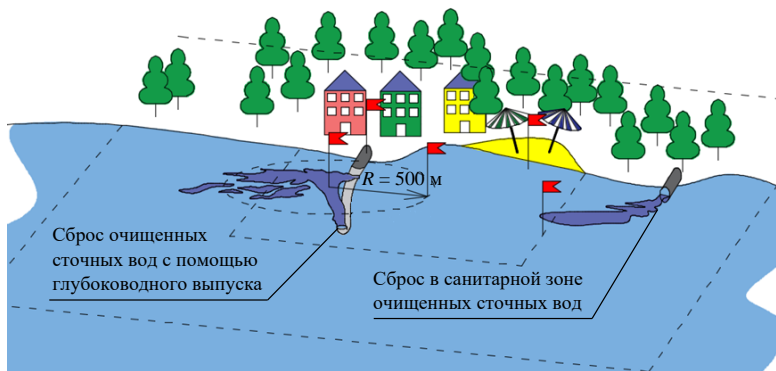 R = 500 м
Сброс очищенных
сточных вод с помощью
глубоководного выпуска
Сброс в санитарной зоне
очищенных сточных вод